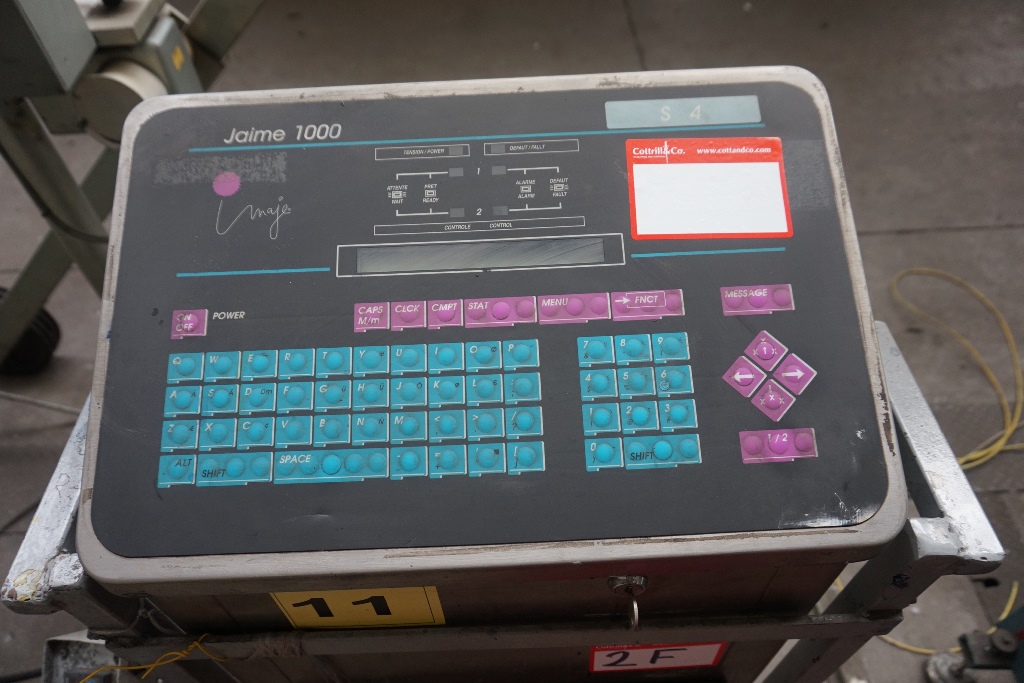 Jaime 1000
S 4
TENSION / POWER
DEFAUT / FAULT
Cottrill&Co. www.cottandco.com
1
ATTENTE WAIT
PRET READY
ALARME ALARM
DEFAUT FAULT
2
CONTROLE CONTROL
Imaje
ON OFF POWER
CAPS M/m CLCK CMPT STAT MENU → FNCT MESSAGE
Q W E R T Y U I O P 7 8 9
A S D F G H J K L 4 5 6
Z X C V B N M < > / 1 2 3
ALT SHIFT SPACE 0 SHIFT
← →
1 / 2
11
2 F